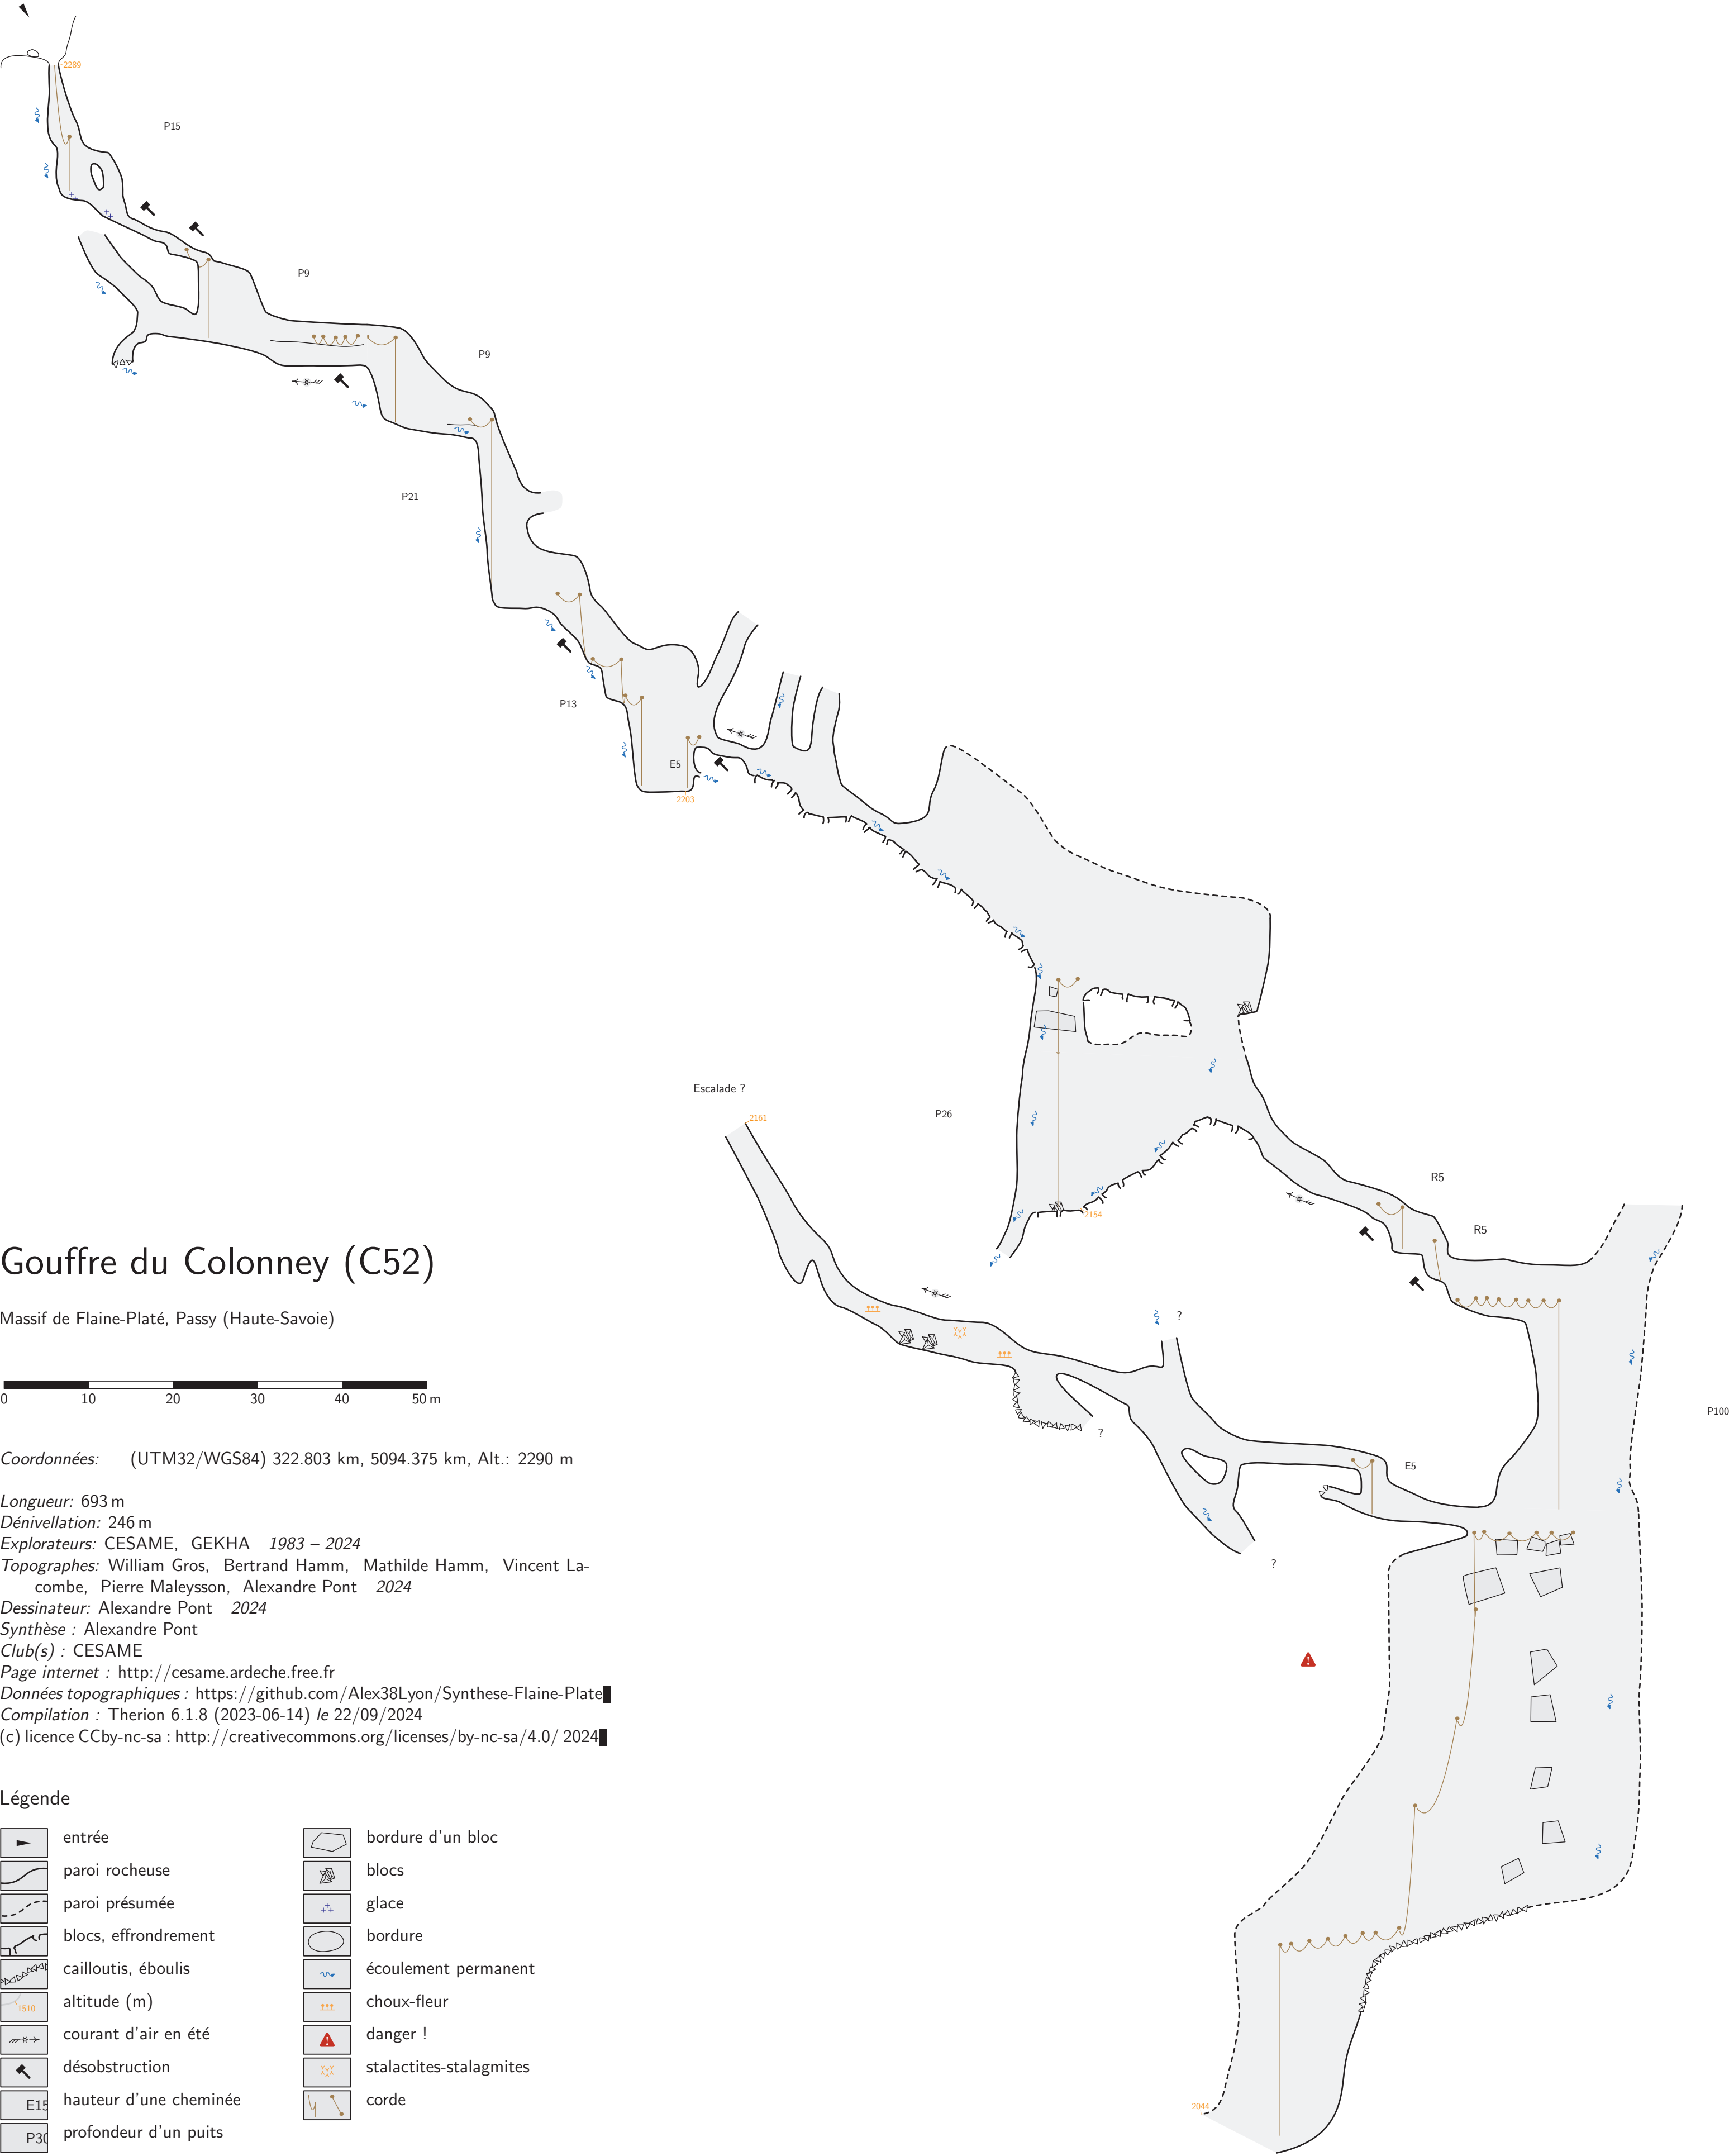 2289
P15
P9
P9
P21
P13
E5
2203
Escalade ?
2161
P26
2154
R5
R5
?
P100
?
E5
?
2044
Gouffre du Colonney (C52)
Massif de Flaine-Platé, Passy (Haute-Savoie)
0 10 20 30 40 50 m
Coordonnées: (UTM32/WGS84) 322.803 km, 5094.375 km, Alt.: 2290 m
Longueur: 693 m
Dénivellation: 246 m
Explorateurs: CESAME, GEKHA 1983 – 2024
Topographes: William Gros, Bertrand Hamm, Mathilde Hamm, Vincent La-
combe, Pierre Maleysson, Alexandre Pont 2024
Dessinateur: Alexandre Pont 2024
Synthèse : Alexandre Pont
Club(s) : CESAME
Page internet : http://cesame.ardeche.free.fr
Données topographiques : https://github.com/Alex38Lyon/Synthese-Flaine-Plate
Compilation : Therion 6.1.8 (2023-06-14) le 22/09/2024
(c) licence CCby-nc-sa : http://creativecommons.org/licenses/by-nc-sa/4.0/ 2024
Légende
entrée
paroi rocheuse
paroi présumée
blocs, effrondrement
cailloutis, éboulis
1510 altitude (m)
courant d'air en été
désobstruction
E15 hauteur d'une cheminée
P30 profondeur d'un puits
bordure d'un bloc
blocs
glace
bordure
écoulement permanent
choux-fleur
danger !
stalactites-stalagmites
corde